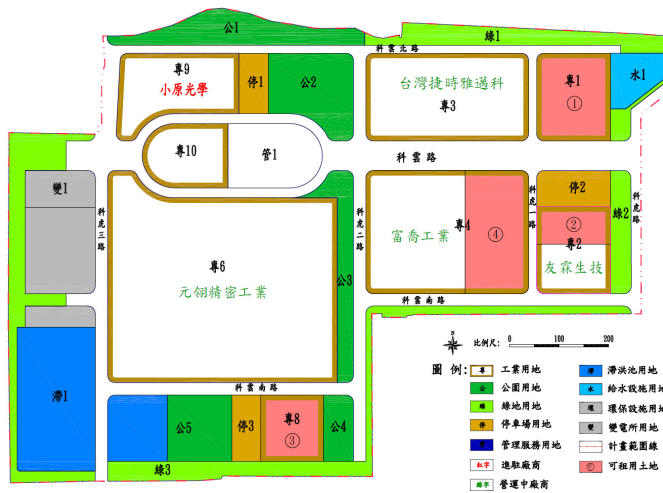 公1
綠1
科雲北路
專9
小原光學
停1
公2
台灣捷時雅邁科
專3
專1
①
水1
專10
管1
科雲路
變1
科虎三路
科虎二路
科虎一路
停2
②
綠2
專2
友霖生技
富喬工業
專4
④
專6
元翎精密工業
公3
科雲南路
科雲南路
滯1
公5
停3
專8
③
公4
綠3
N
比例尺: 0 100 200
圖 例:
專 工業用地
公 公園用地
綠 綠地用地
停 停車場用地
管理服務用地
紅字 進駐廠商
綠字 營運中廠商
滯 滯洪池用地
水 給水設施用地
環 環保設施用地
變 變電所用地
計畫範圍線
可租用土地